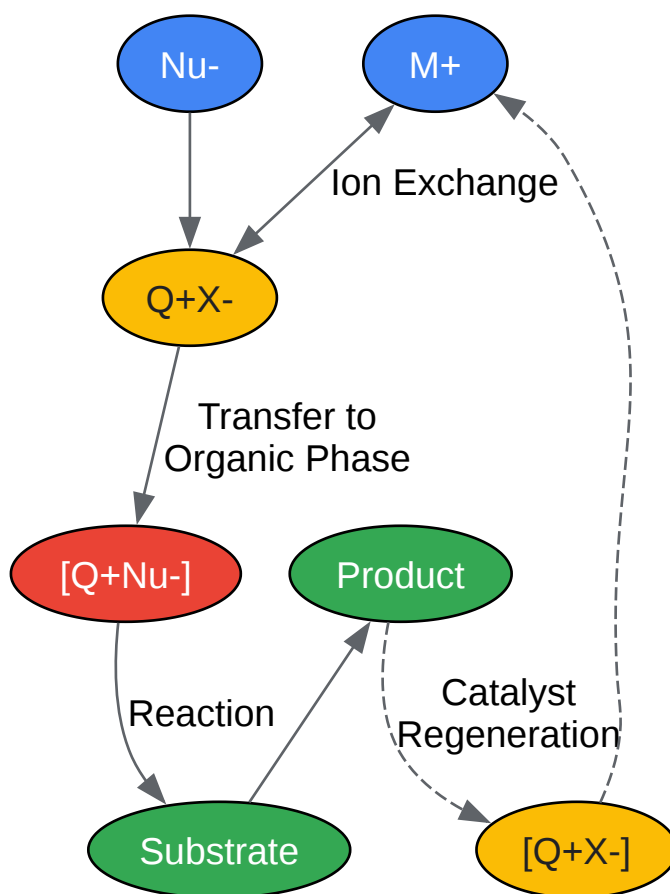 Nu-
M+
Ion Exchange
Q+X-
Transfer to
Organic Phase
[Q+Nu-]
Product
Reaction
Catalyst
Regeneration
Substrate
[Q+X-]